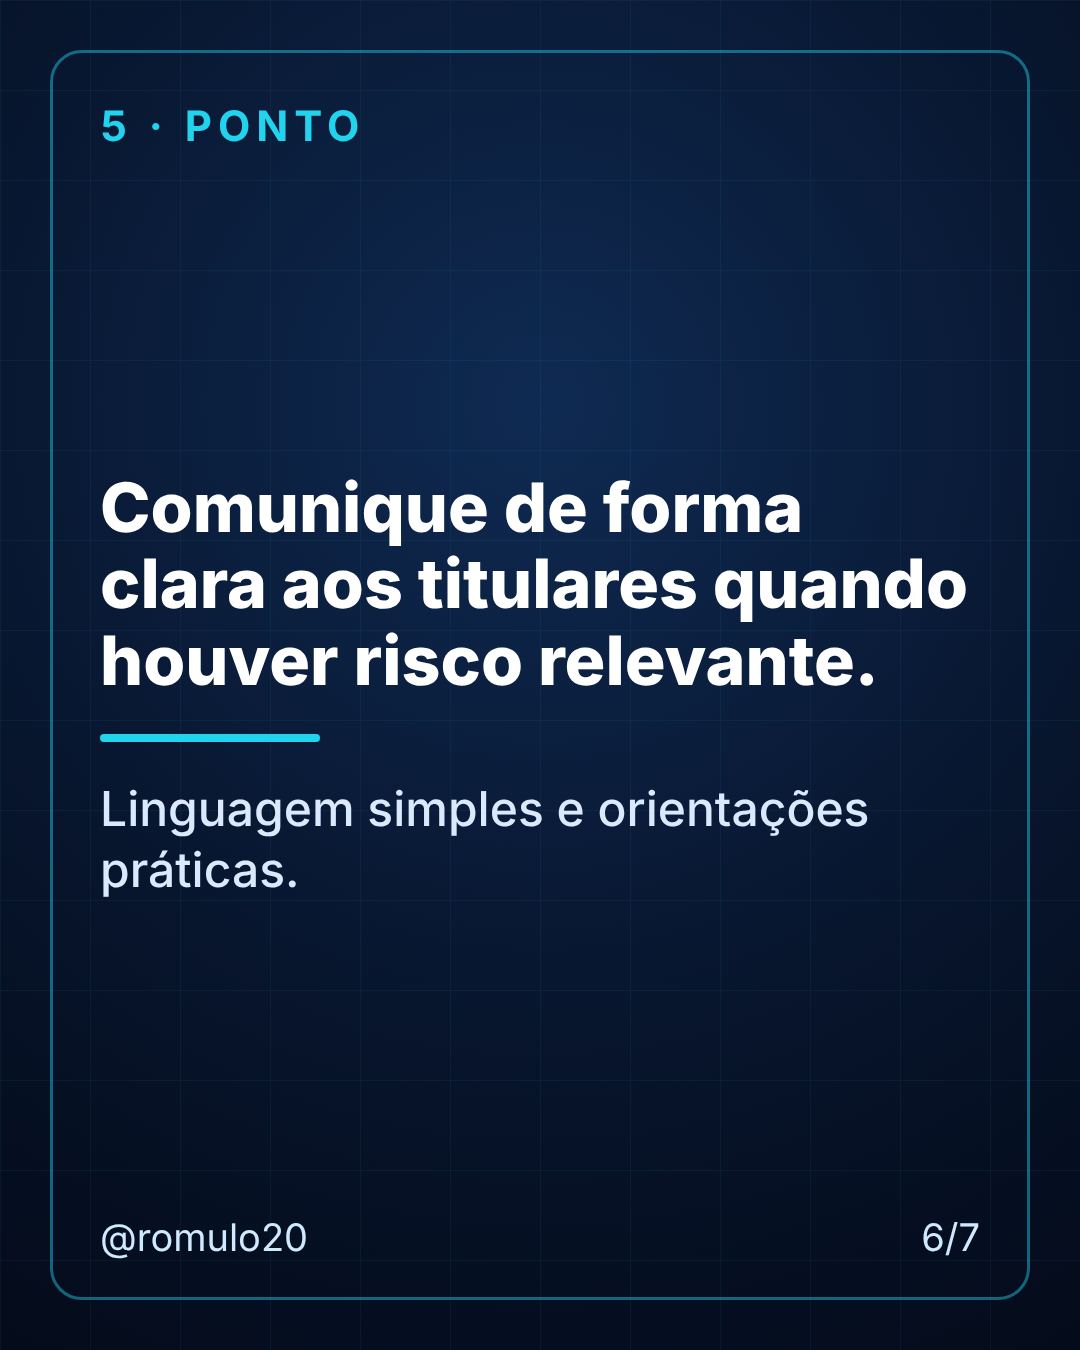 5 · PONTO
Comunique de forma
clara aos titulares quando
houver risco relevante.
Linguagem simples e orientações
práticas.
@romulo20
6/7